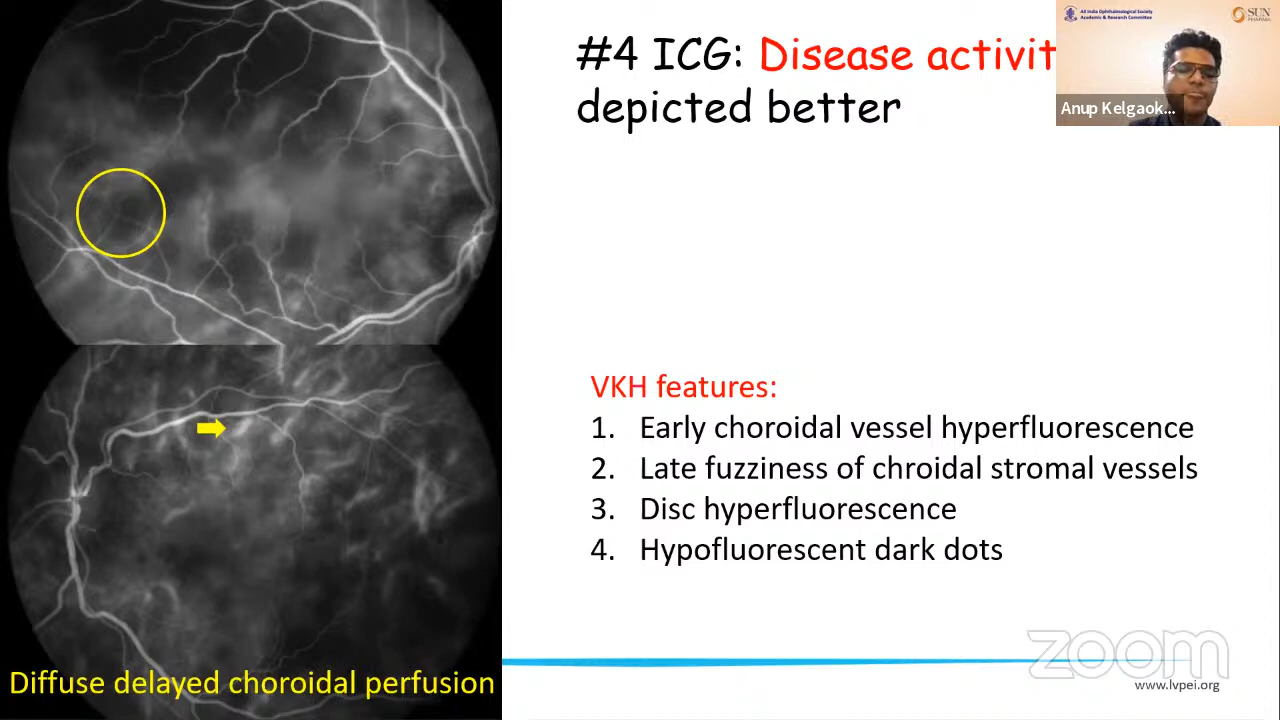 #4 ICG: Disease activit
depicted better
All India Ophthalmological Society
Academic & Research Committee
SUN
PHARMA
Anup Kelgaok...
VKH features:
1. Early choroidal vessel hyperfluorescence
2. Late fuzziness of chroidal stromal vessels
3. Disc hyperfluorescence
4. Hypofluorescent dark dots
Diffuse delayed choroidal perfusion
zoom
www.lvpei.org